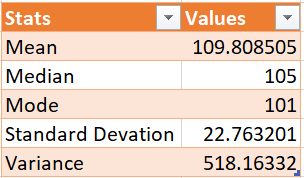 Stats Values
Mean 109.808505
Median 105
Mode 101
Standard Devation 22.763201
Variance 518.16332